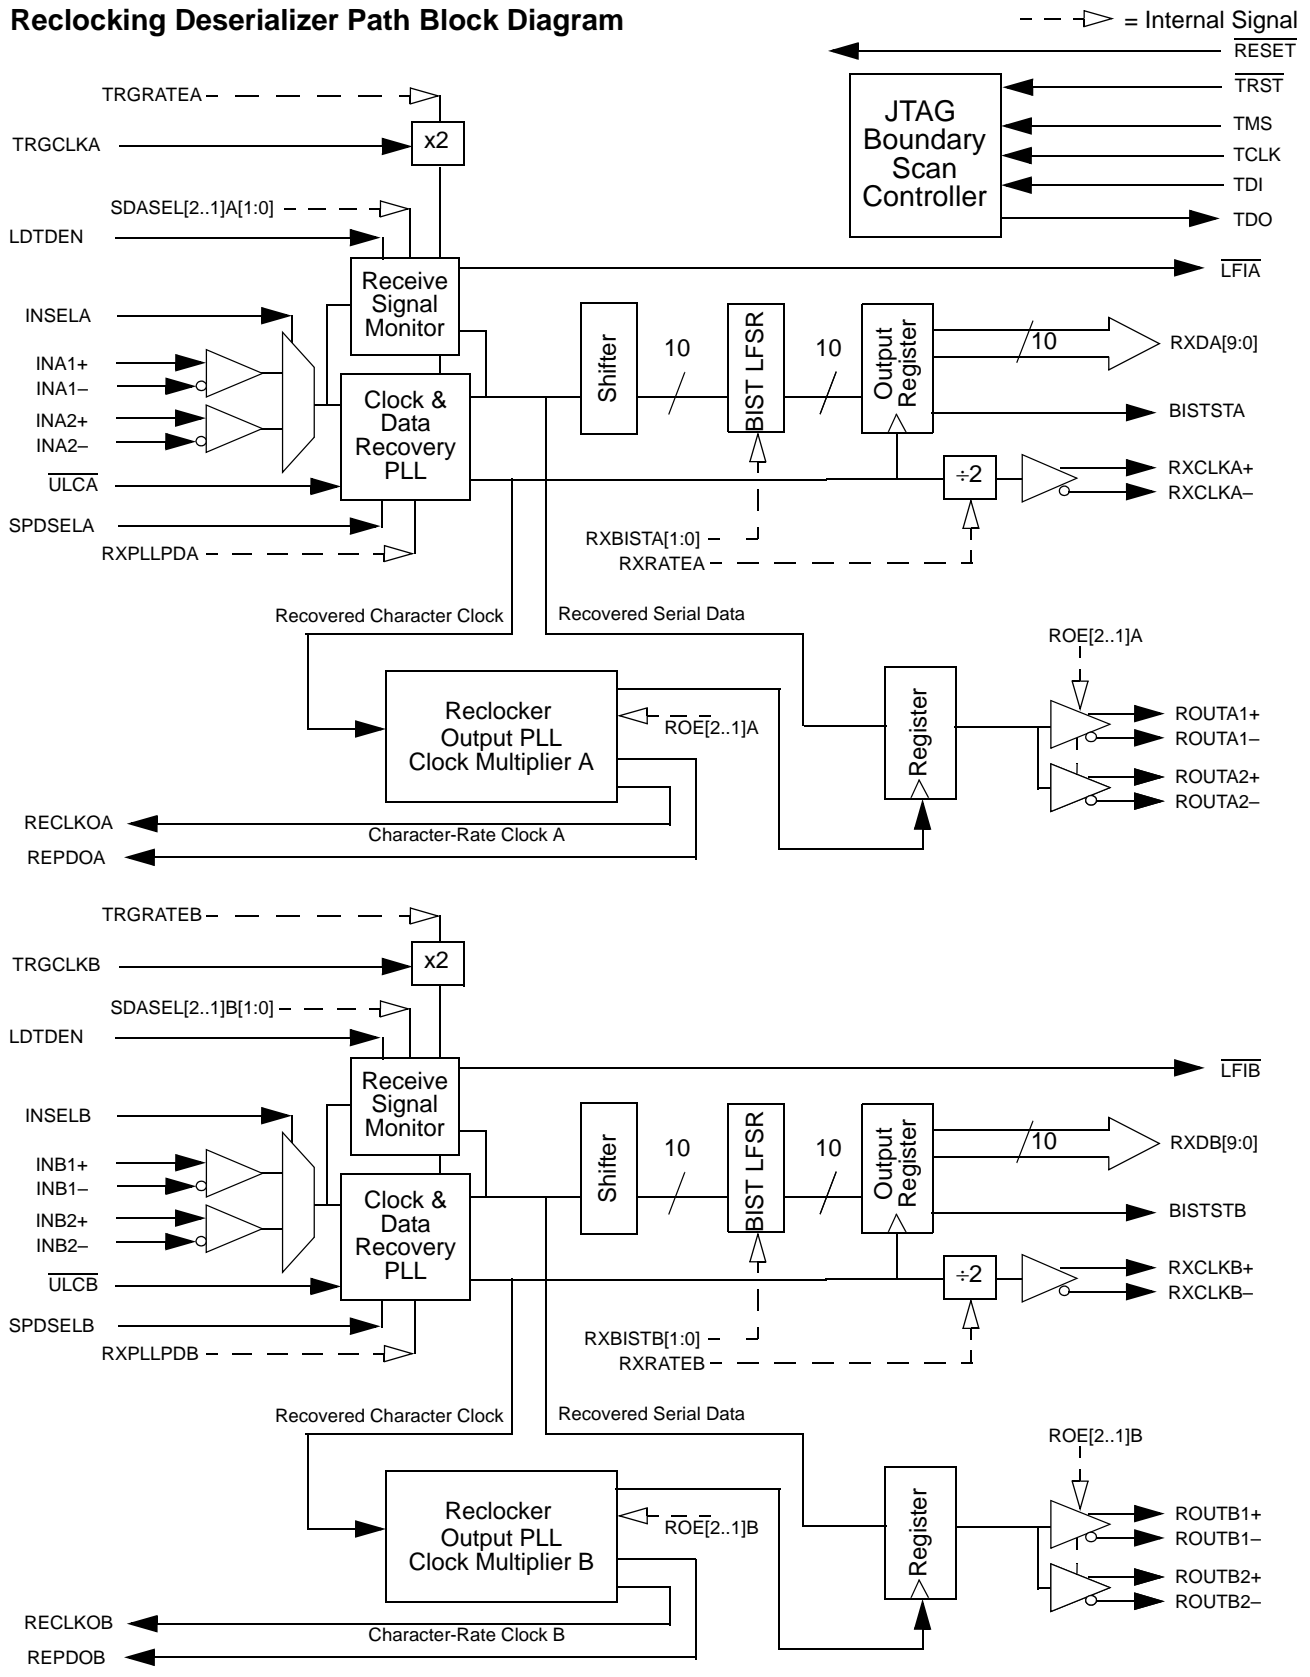 Reclocking Deserializer Path Block Diagram
= Internal Signal
RESET
TRST
TMS
TCLK
TDI
TDO
JTAG
Boundary
Scan
Controller
TRGRATEA
TRGCLKA
x2
SDASEL[2..1]A[1:0]
LDTDEN
Receive
Signal
Monitor
LFIA
INSELA
INA1+
INA1–
INA2+
INA2–
ULCA
SPDSELA
RXPLLPDA
Clock &
Data
Recovery
PLL
Shifter
10
BIST LFSR
10
Output
Register
10
RXDA[9:0]
BISTSTA
÷2
RXCLKA+
RXCLKA–
RXBISTA[1:0]
RXRATEA
Recovered Character Clock
Recovered Serial Data
Reclocker
Output PLL
Clock Multiplier A
ROE[2..1]A
Register
ROE[2..1]A
ROUTA1+
ROUTA1–
ROUTA2+
ROUTA2–
RECLKOA
Character-Rate Clock A
REPDOA
TRGRATEB
TRGCLKB
x2
SDASEL[2..1]B[1:0]
LDTDEN
Receive
Signal
Monitor
LFIB
INSELB
INB1+
INB1–
INB2+
INB2–
ULCB
SPDSELB
RXPLLPDB
Clock &
Data
Recovery
PLL
Shifter
10
BIST LFSR
10
Output
Register
10
RXDB[9:0]
BISTSTB
÷2
RXCLKB+
RXCLKB–
RXBISTB[1:0]
RXRATEB
Recovered Character Clock
Recovered Serial Data
Reclocker
Output PLL
Clock Multiplier B
ROE[2..1]B
Register
ROE[2..1]B
ROUTB1+
ROUTB1–
ROUTB2+
ROUTB2–
RECLKOB
Character-Rate Clock B
REPDOB